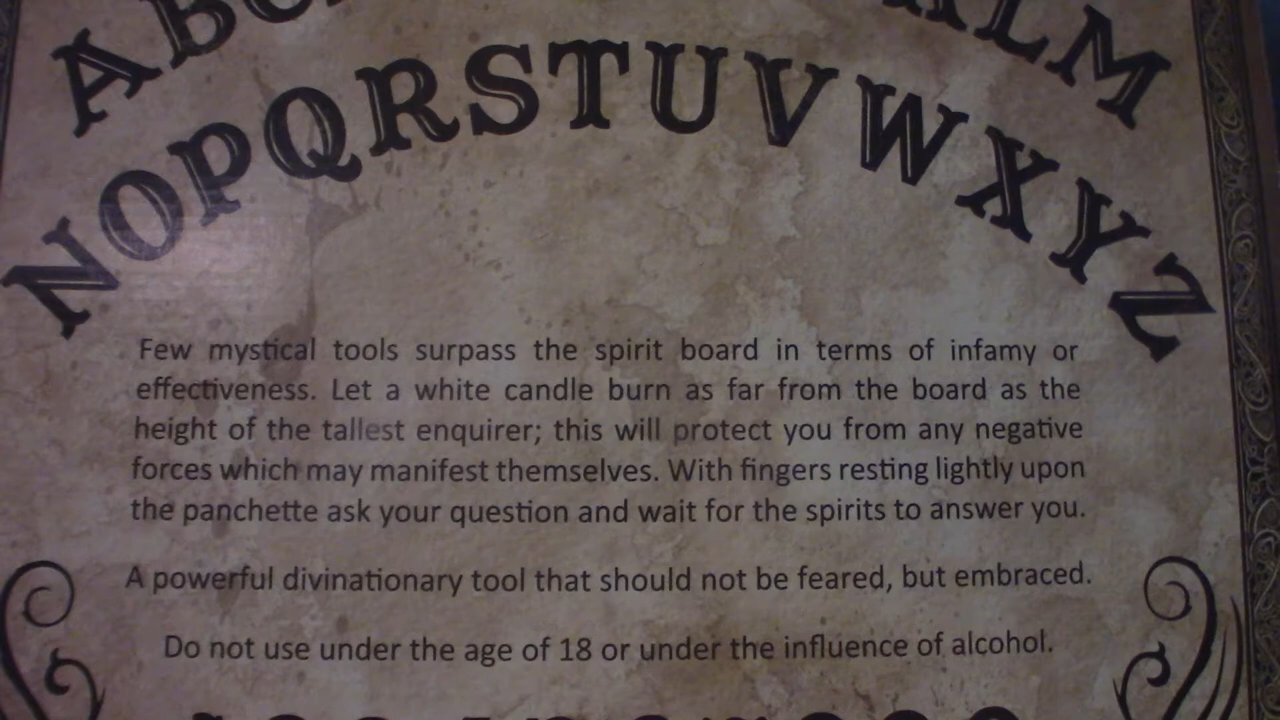 ABC KLM
NOPQRSTUVWXYZ
Few mystical tools surpass the spirit board in terms of infamy or
effectiveness. Let a white candle burn as far from the board as the
height of the tallest enquirer; this will protect you from any negative
forces which may manifest themselves. With fingers resting lightly upon
the panchette ask your question and wait for the spirits to answer you.
A powerful divinationary tool that should not be feared, but embraced.
Do not use under the age of 18 or under the influence of alcohol.